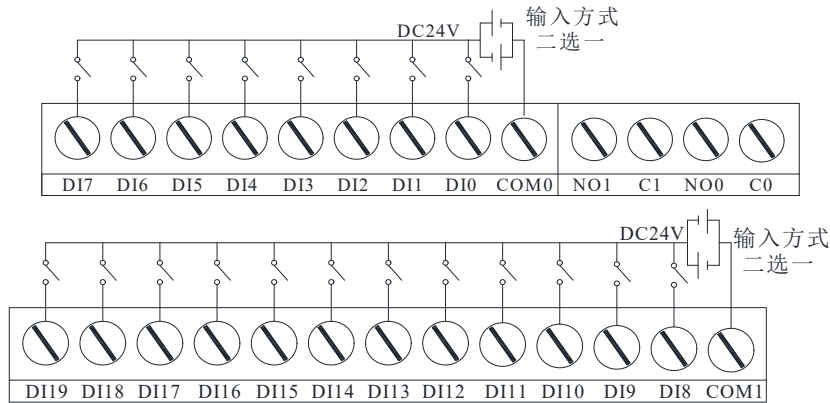 DC24V 输入方式
二选一
DI7 DI6 DI5 DI4 DI3 DI2 DI1 DI0 COM0 NO1 C1 NO0 C0
DC24V 输入方式
二选一
DI19 DI18 DI17 DI16 DI15 DI14 DI13 DI12 DI11 DI10 DI9 DI8 COM1